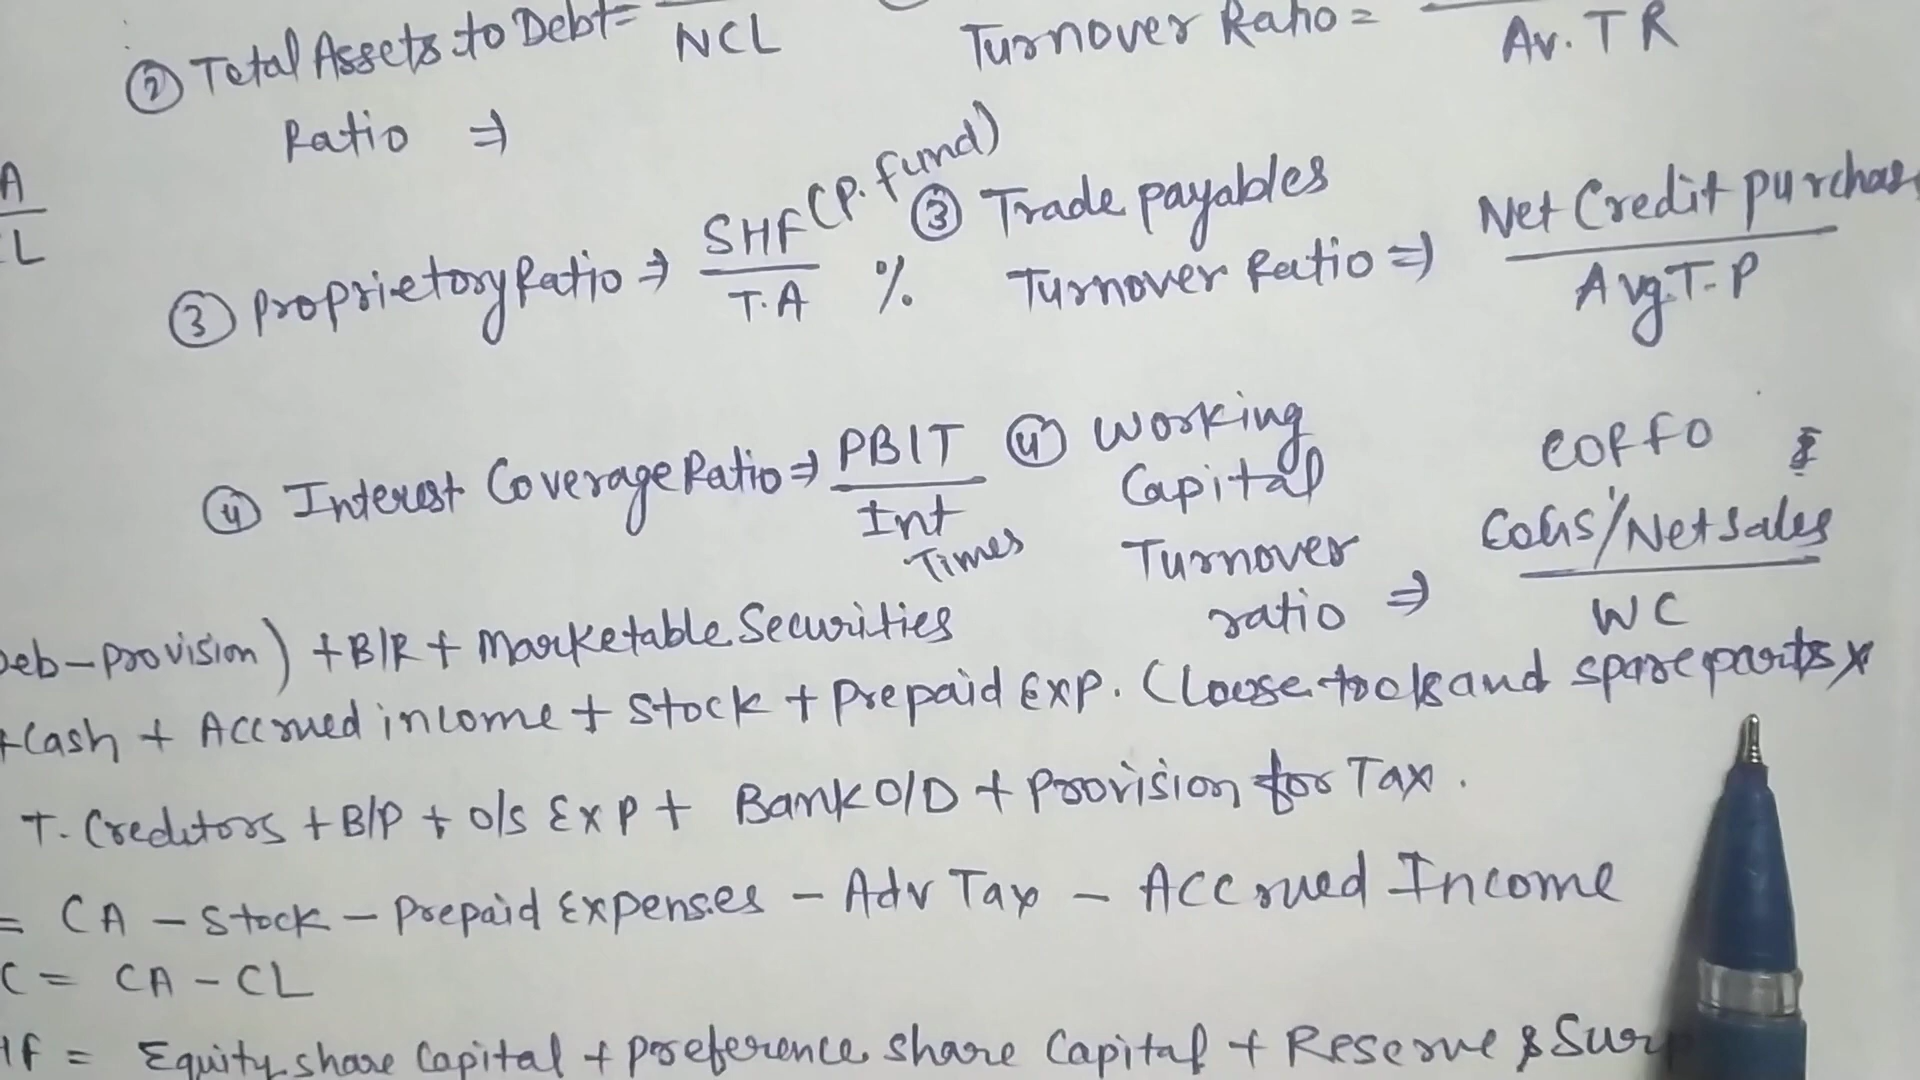 ② Total Assets to Debt =
NCL
Ratio ⇒
Turnover Ratio =
Av. T R
A
L
③ Proprietory Ratio ⇒ SHF (P. fund)
T.A %
③ Trade payables
Turnover Ratio ⇒ Net Credit purchas
Avg T.P
④ Interest Coverage Ratio ⇒ PBIT
Int
Times
④ Working
Capital
Turnover
ratio ⇒
COFFO
COGS/Net Sales
WC
Deb - provision) + B/R + Marketable Securities
+ Cash + Accrued income + Stock + Prepaid Exp. (Loose tools and spare parts x
T. Creditors + B/P + O/S Exp + Bank O/D + Provision for Tax.
= CA - Stock - Prepaid Expenses - Adv Tax - Accrued Income
C = CA - CL
HF = Equity share Capital + preference share Capital + Reserve & Surp